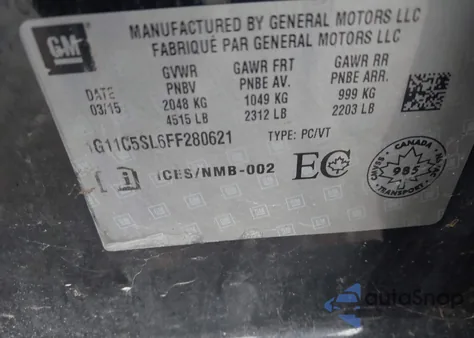 GM
MANUFACTURED BY GENERAL MOTORS LLC
FABRIQUÉ PAR GENERAL MOTORS LLC
DATE
03/15
GVWR
PNBV
2048 KG
4515 LB
GAWR FRT
PNBE AV.
1049 KG
2312 LB
GAWR RR
PNBE ARR.
999 KG
2203 LB
1G11C5SL6FF280621
TYPE: PC/VT
ICES/NMB-002
EC
CANADA
985
TRANSPORT
AutoSnap